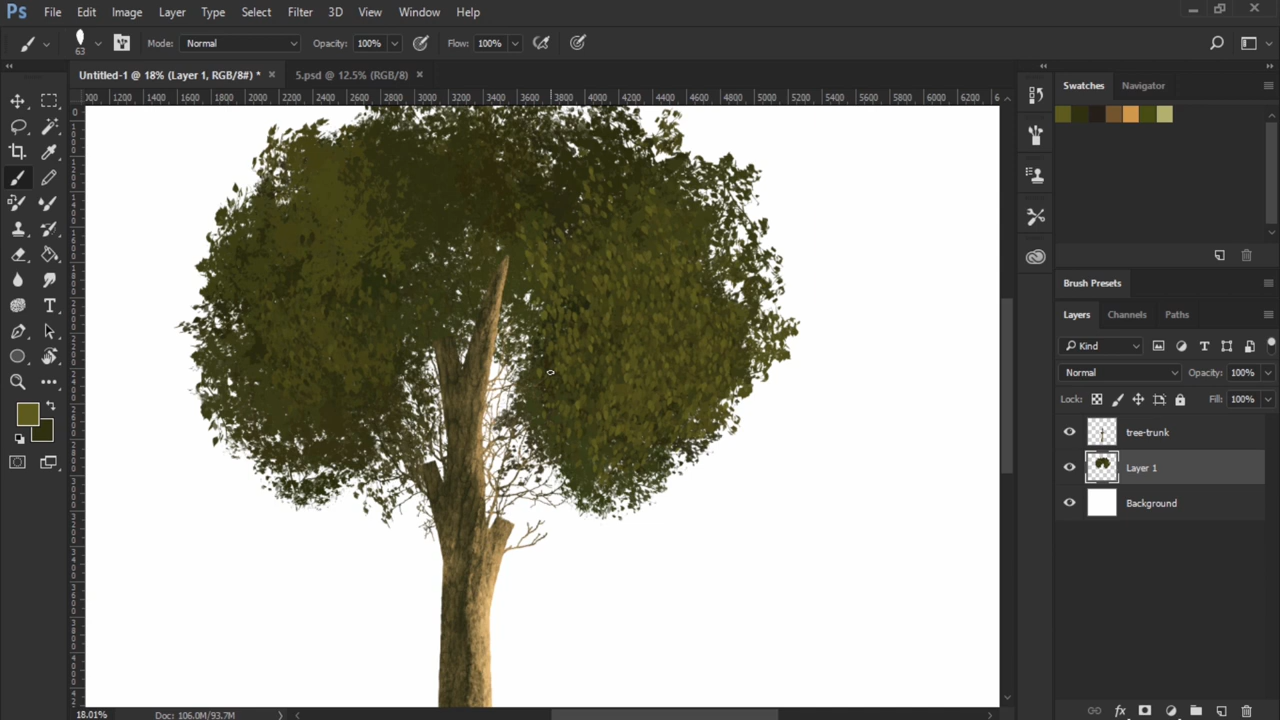 Ps File Edit Image Layer Type Select Filter 3D View Window Help
63 Mode: Normal Opacity: 100% Flow: 100%
Untitled-1 @ 18% (Layer 1, RGB/8#) * × 5.psd @ 12.5% (RGB/8) ×
000 1200 1400 1600 1800 2000 2200 2400 2600 2800 3000 3200 3400 3600 3800 4000 4200 4400 4600 4800 5000 5200 5400 5600 5800 6000 6200 6
Swatches Navigator
Brush Presets
Layers Channels Paths
Kind
Normal Opacity: 100%
Lock: Fill: 100%
tree-trunk
Layer 1
Background
fx
18.01% Doc: 106.0M/93.7M